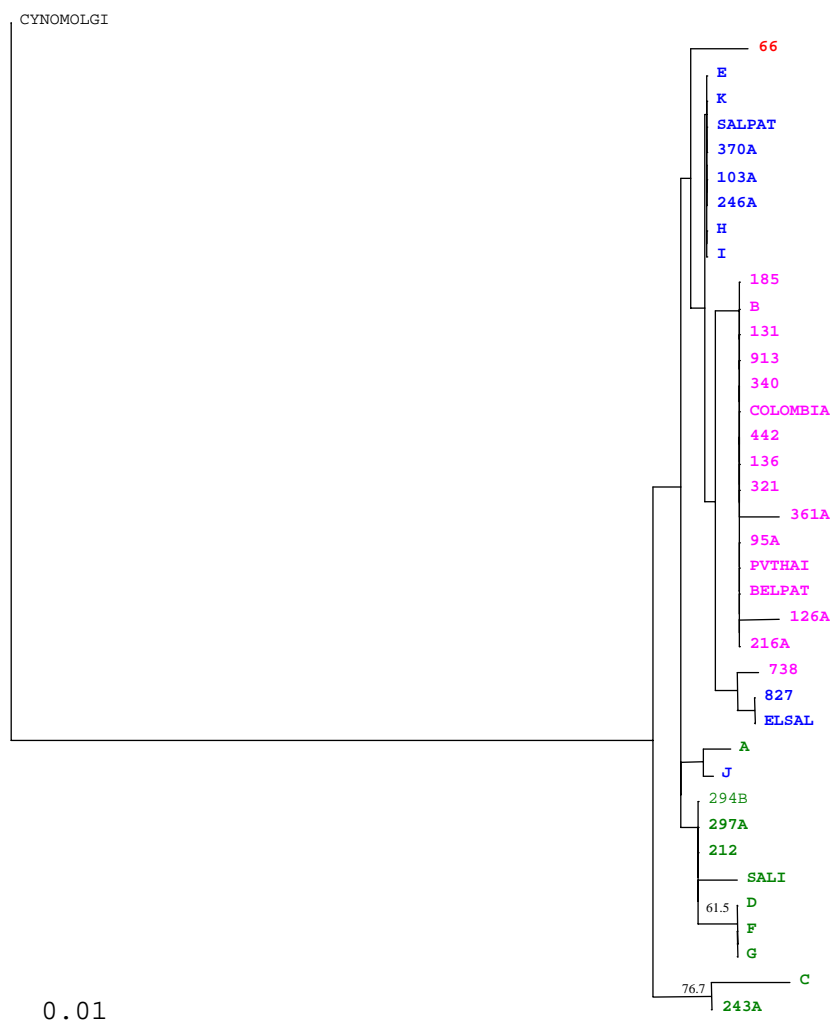 CYNOMOLGI
66
E
K
SALPAT
370A
103A
246A
H
I
185
B
131
913
340
COLOMBIA
442
136
321
361A
95A
PVTHAI
BELPAT
126A
216A
738
827
ELSAL
A
J
294B
297A
212
SALI
61.5
D
F
G
C
76.7
243A
0.01